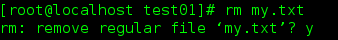 [root@localhost test01]# rm my.txt
rm: remove regular file ‘my.txt’? y